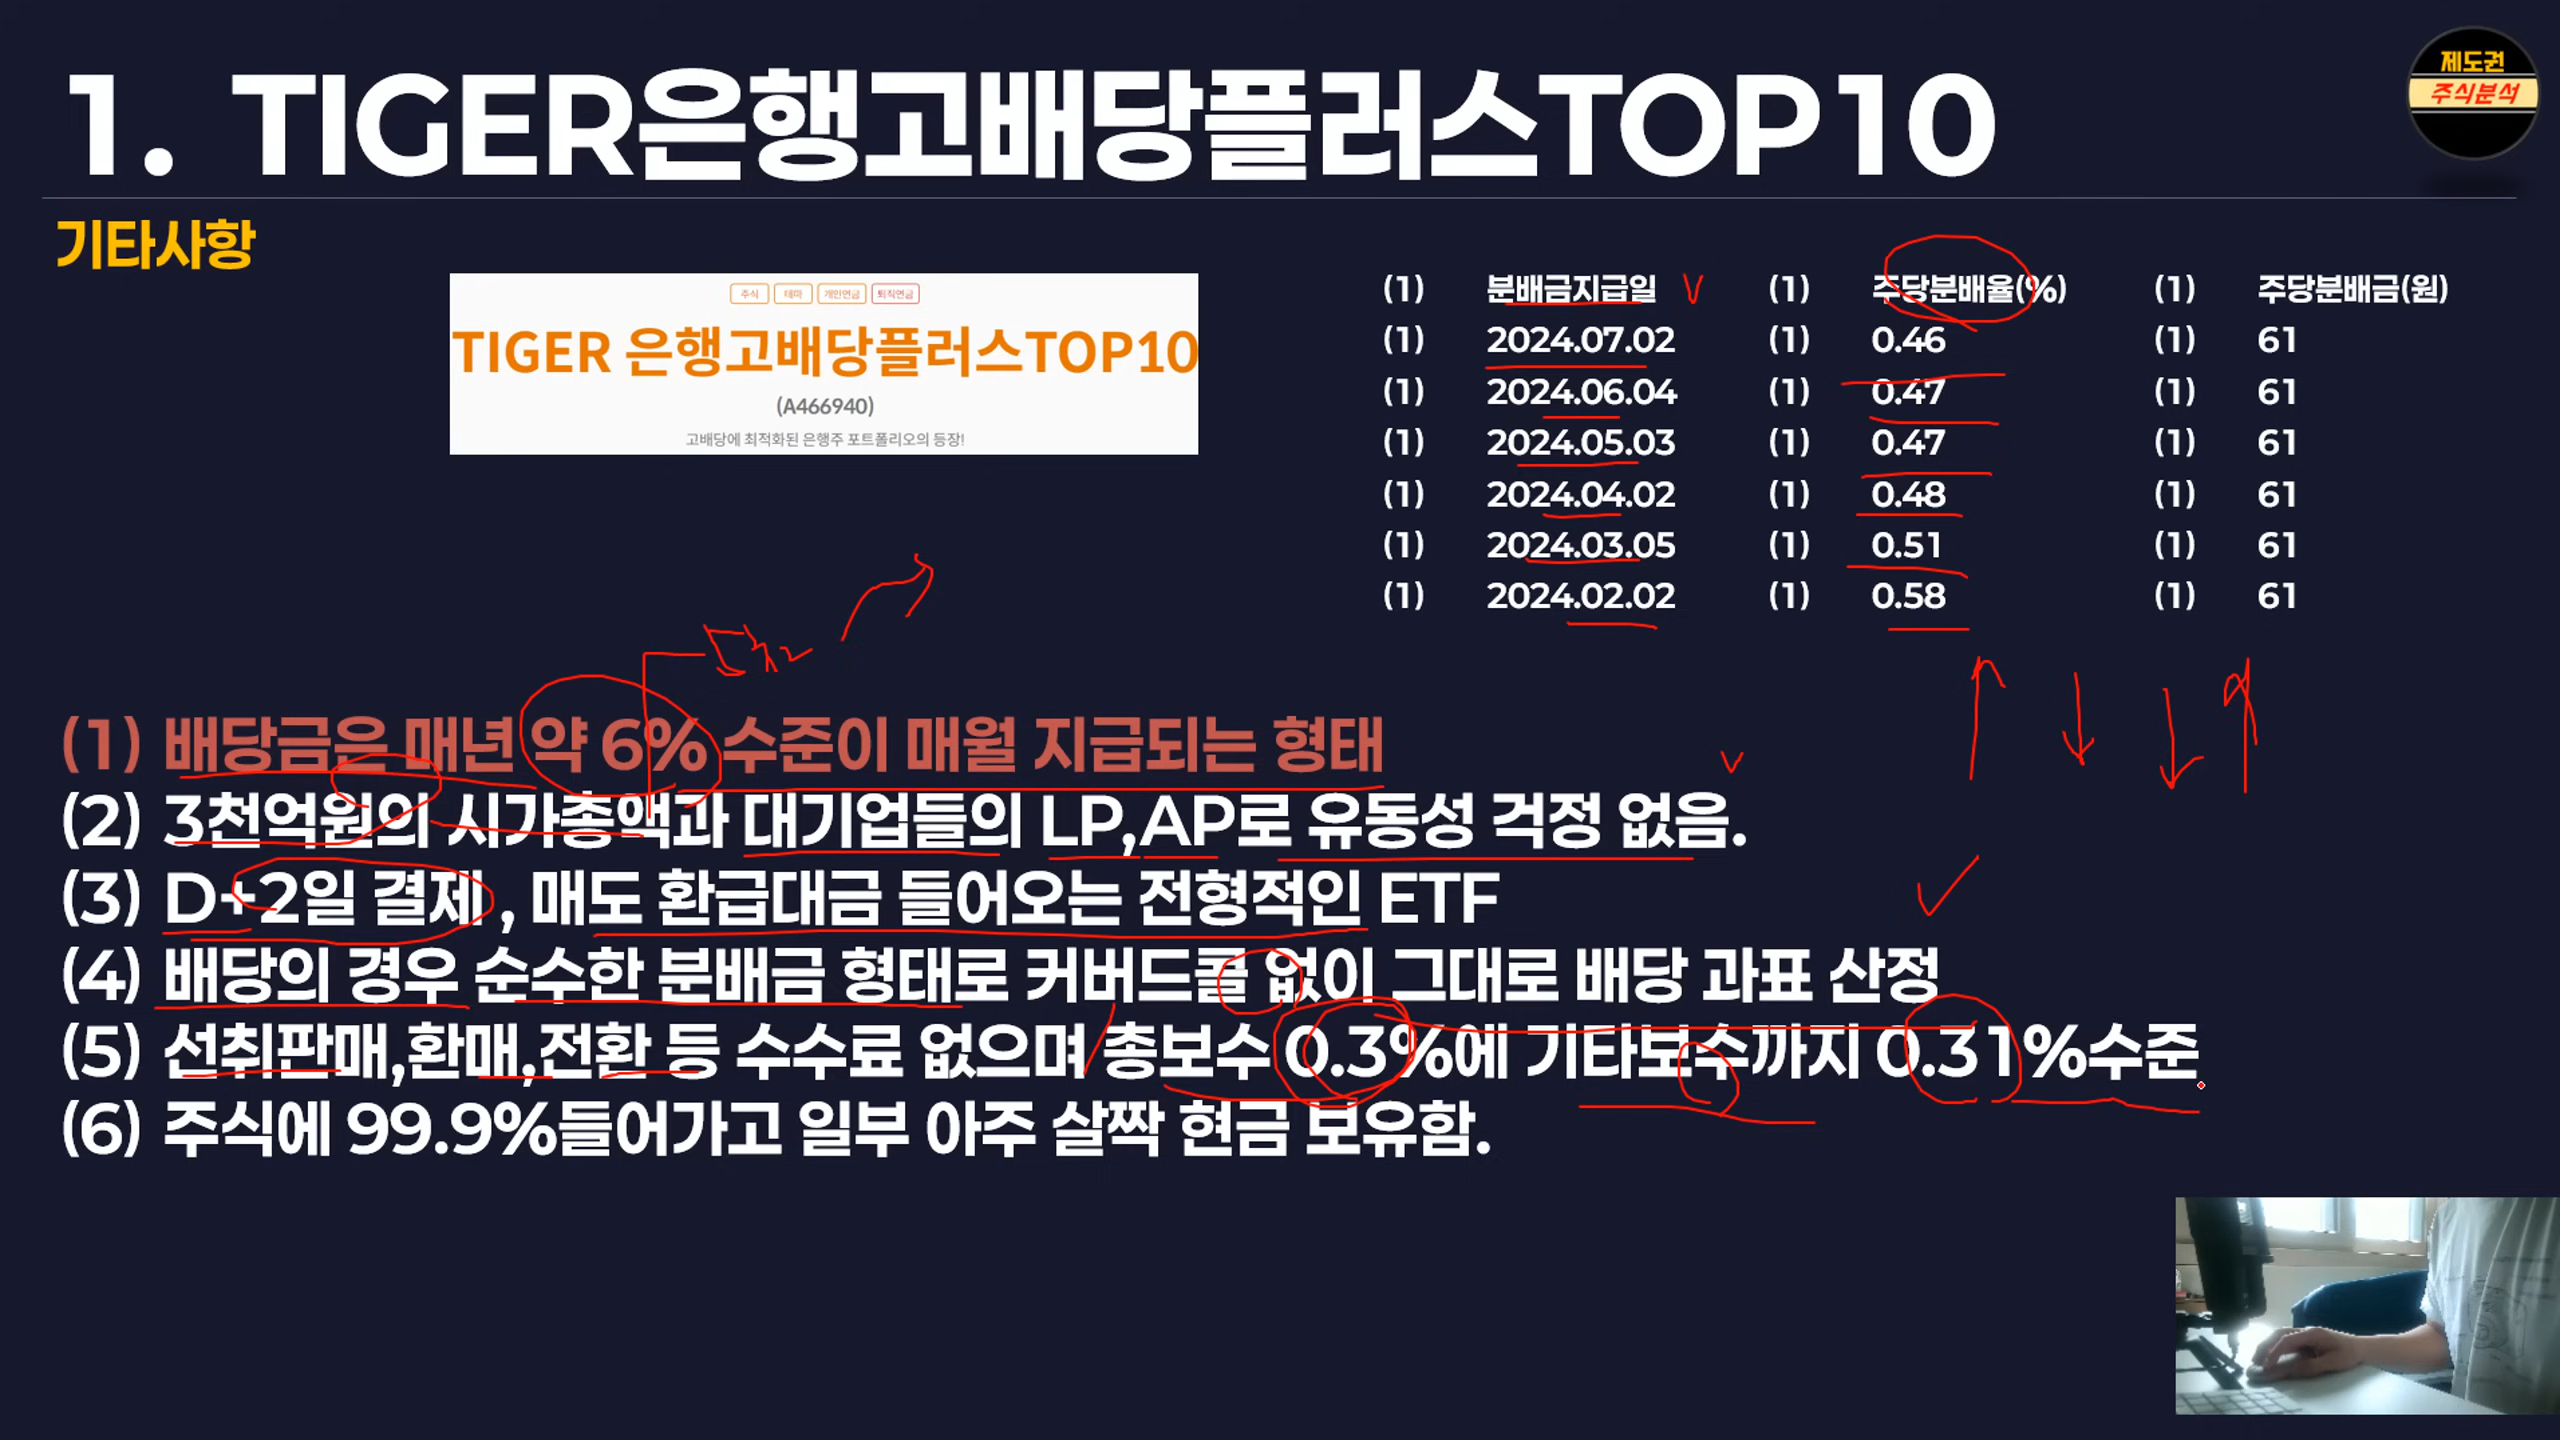 1. TIGER은행고배당플러스TOP10
제도권
주식분석
기타사항
주식 테마 개인연금 퇴직연금
TIGER 은행고배당플러스TOP10
(A466940)
고배당에 최적화된 은행주 포트폴리오의 등장!
(1) 분배금지급일 (1) 주당분배율(%) (1) 주당분배금(원)
(1) 2024.07.02 (1) 0.46 (1) 61
(1) 2024.06.04 (1) 0.47 (1) 61
(1) 2024.05.03 (1) 0.47 (1) 61
(1) 2024.04.02 (1) 0.48 (1) 61
(1) 2024.03.05 (1) 0.51 (1) 61
(1) 2024.02.02 (1) 0.58 (1) 61
(1) 배당금은 매년 약 6% 수준이 매월 지급되는 형태
(2) 3천억원의 시가총액과 대기업들의 LP,AP로 유동성 걱정 없음.
(3) D+2일 결제 , 매도 환급대금 들어오는 전형적인 ETF
(4) 배당의 경우 순수한 분배금 형태로 커버드콜 없이 그대로 배당 과표 산정
(5) 선취판매,환매,전환 등 수수료 없으며 총보수 0.3%에 기타보수까지 0.31%수준
(6) 주식에 99.9%들어가고 일부 아주 살짝 현금 보유함.